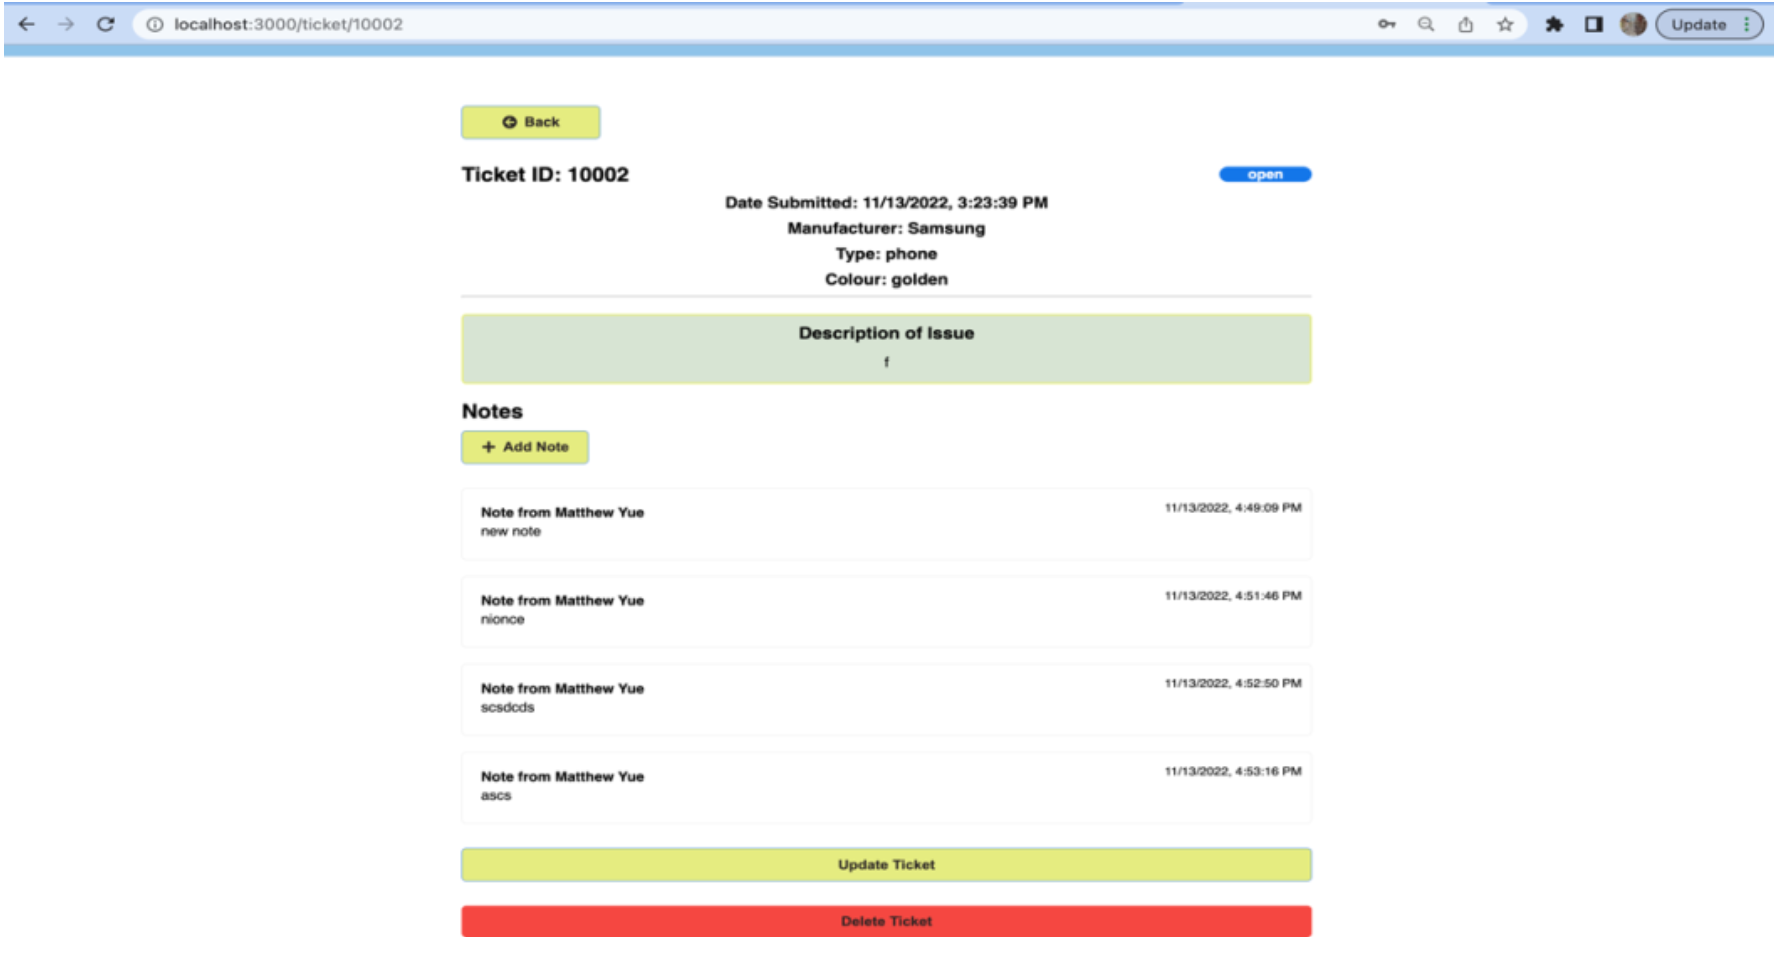 localhost:3000/ticket/10002
Update
Back
Ticket ID: 10002
open
Date Submitted: 11/13/2022, 3:23:39 PM
Manufacturer: Samsung
Type: phone
Colour: golden
Description of Issue
f
Notes
+ Add Note
Note from Matthew Yue
11/13/2022, 4:49:09 PM
new note
Note from Matthew Yue
11/13/2022, 4:51:46 PM
nionce
Note from Matthew Yue
11/13/2022, 4:52:50 PM
scsdcds
Note from Matthew Yue
11/13/2022, 4:53:16 PM
ascs
Update Ticket
Delete Ticket